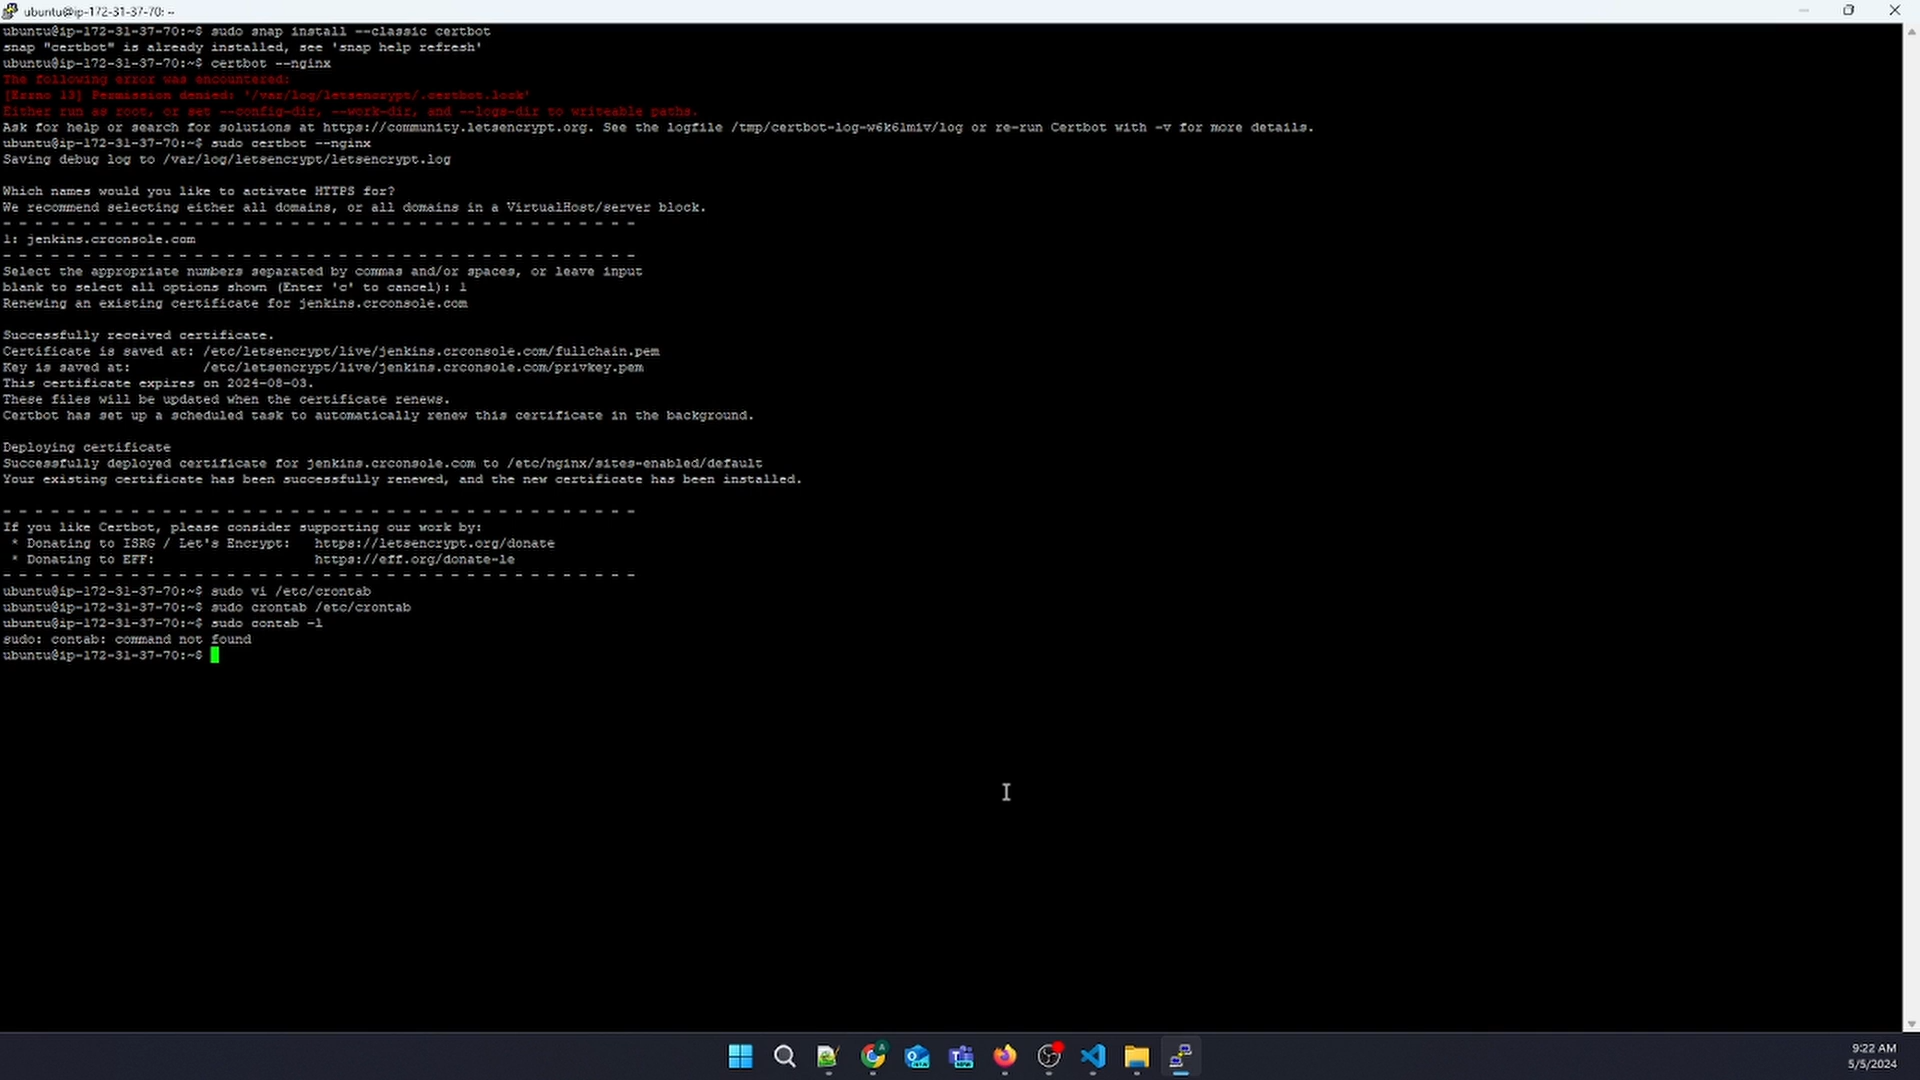 ubuntu@ip-172-31-37-70: ~
ubuntu@ip-172-31-37-70:~$ sudo snap install --classic certbot
snap "certbot" is already installed, see 'snap help refresh'
ubuntu@ip-172-31-37-70:~$ certbot --nginx
The following error was encountered:
[Errno 13] Permission denied: '/var/log/letsencrypt/.certbot.lock'
Either run as root, or set --config-dir, --work-dir, and --logs-dir to writeable paths.
Ask for help or search for solutions at https://community.letsencrypt.org. See the logfile /tmp/certbot-log-w6k6lmiv/log or re-run Certbot with -v for more details.
ubuntu@ip-172-31-37-70:~$ sudo certbot --nginx
Saving debug log to /var/log/letsencrypt/letsencrypt.log
Which names would you like to activate HTTPS for?
We recommend selecting either all domains, or all domains in a VirtualHost/server block.
- - - - - - - - - - - - - - - - - - - - - - - - - - - - - - - - - - - - - - - -
1: jenkins.crconsole.com
- - - - - - - - - - - - - - - - - - - - - - - - - - - - - - - - - - - - - - - -
Select the appropriate numbers separated by commas and/or spaces, or leave input
blank to select all options shown (Enter 'c' to cancel): 1
Renewing an existing certificate for jenkins.crconsole.com
Successfully received certificate.
Certificate is saved at: /etc/letsencrypt/live/jenkins.crconsole.com/fullchain.pem
Key is saved at:         /etc/letsencrypt/live/jenkins.crconsole.com/privkey.pem
This certificate expires on 2024-08-03.
These files will be updated when the certificate renews.
Certbot has set up a scheduled task to automatically renew this certificate in the background.
Deploying certificate
Successfully deployed certificate for jenkins.crconsole.com to /etc/nginx/sites-enabled/default
Your existing certificate has been successfully renewed, and the new certificate has been installed.
- - - - - - - - - - - - - - - - - - - - - - - - - - - - - - - - - - - - - - - -
If you like Certbot, please consider supporting our work by:
 * Donating to ISRG / Let's Encrypt:   https://letsencrypt.org/donate
 * Donating to EFF:                    https://eff.org/donate-le
- - - - - - - - - - - - - - - - - - - - - - - - - - - - - - - - - - - - - - - -
ubuntu@ip-172-31-37-70:~$ sudo vi /etc/crontab
ubuntu@ip-172-31-37-70:~$ sudo crontab /etc/crontab
ubuntu@ip-172-31-37-70:~$ sudo contab -l
sudo: contab: command not found
ubuntu@ip-172-31-37-70:~$
9:22 AM
5/5/2024